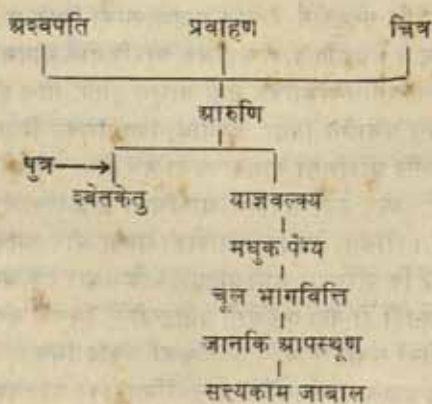 अश्वपति प्रवाहण चित्र
आरुणि
पुत्र→
श्वेतकेतु याज्ञवल्क्य
मधुक पैंग्य
चूल भागवित्ति
जानकि आपस्थूण
सत्यकाम जाबाल